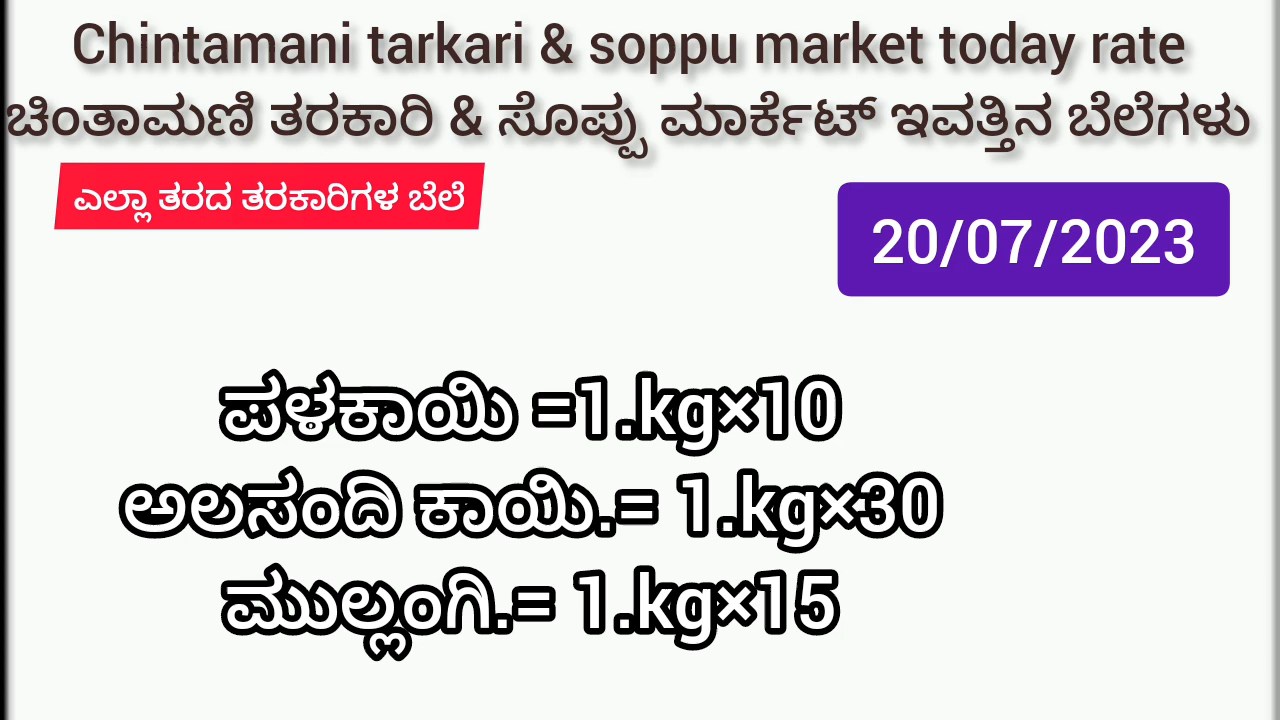 Chintamani tarkari & soppu market today rate
ಚಿಂತಾಮಣಿ ತರಕಾರಿ & ಸೊಪ್ಪು ಮಾರ್ಕೆಟ್ ಇವತ್ತಿನ ಬೆಲೆಗಳು
ಎಲ್ಲಾ ತರದ ತರಕಾರಿಗಳ ಬೆಲೆ
20/07/2023
ಪಳಕಾಯಿ =1.kg×10
ಅಲಸಂದಿ ಕಾಯಿ.= 1.kg×30
ಮುಲ್ಲಂಗಿ.= 1.kg×15